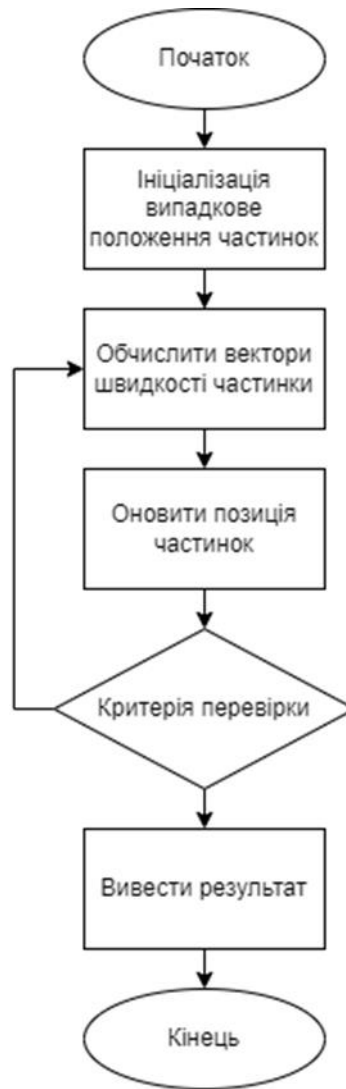 Початок
Ініціалізація
випадкове
положення частинок
Обчислити вектори
швидкості частинки
Оновити позиція
частинок
Критерія перевірки
Вивести результат
Кінець